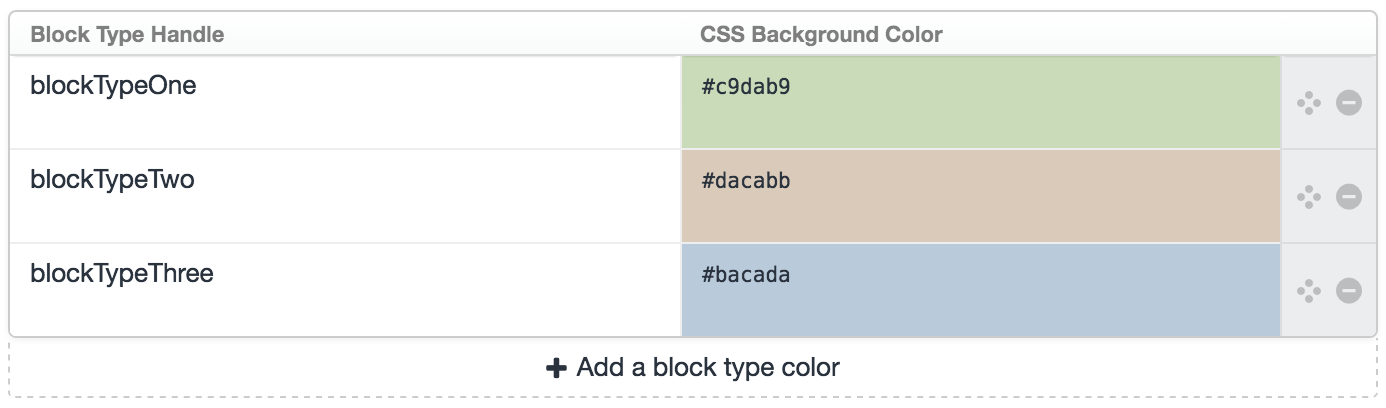 Block Type Handle CSS Background Color
blockTypeOne #c9dab9
blockTypeTwo #dacabb
blockTypeThree #bacada
Add a block type color